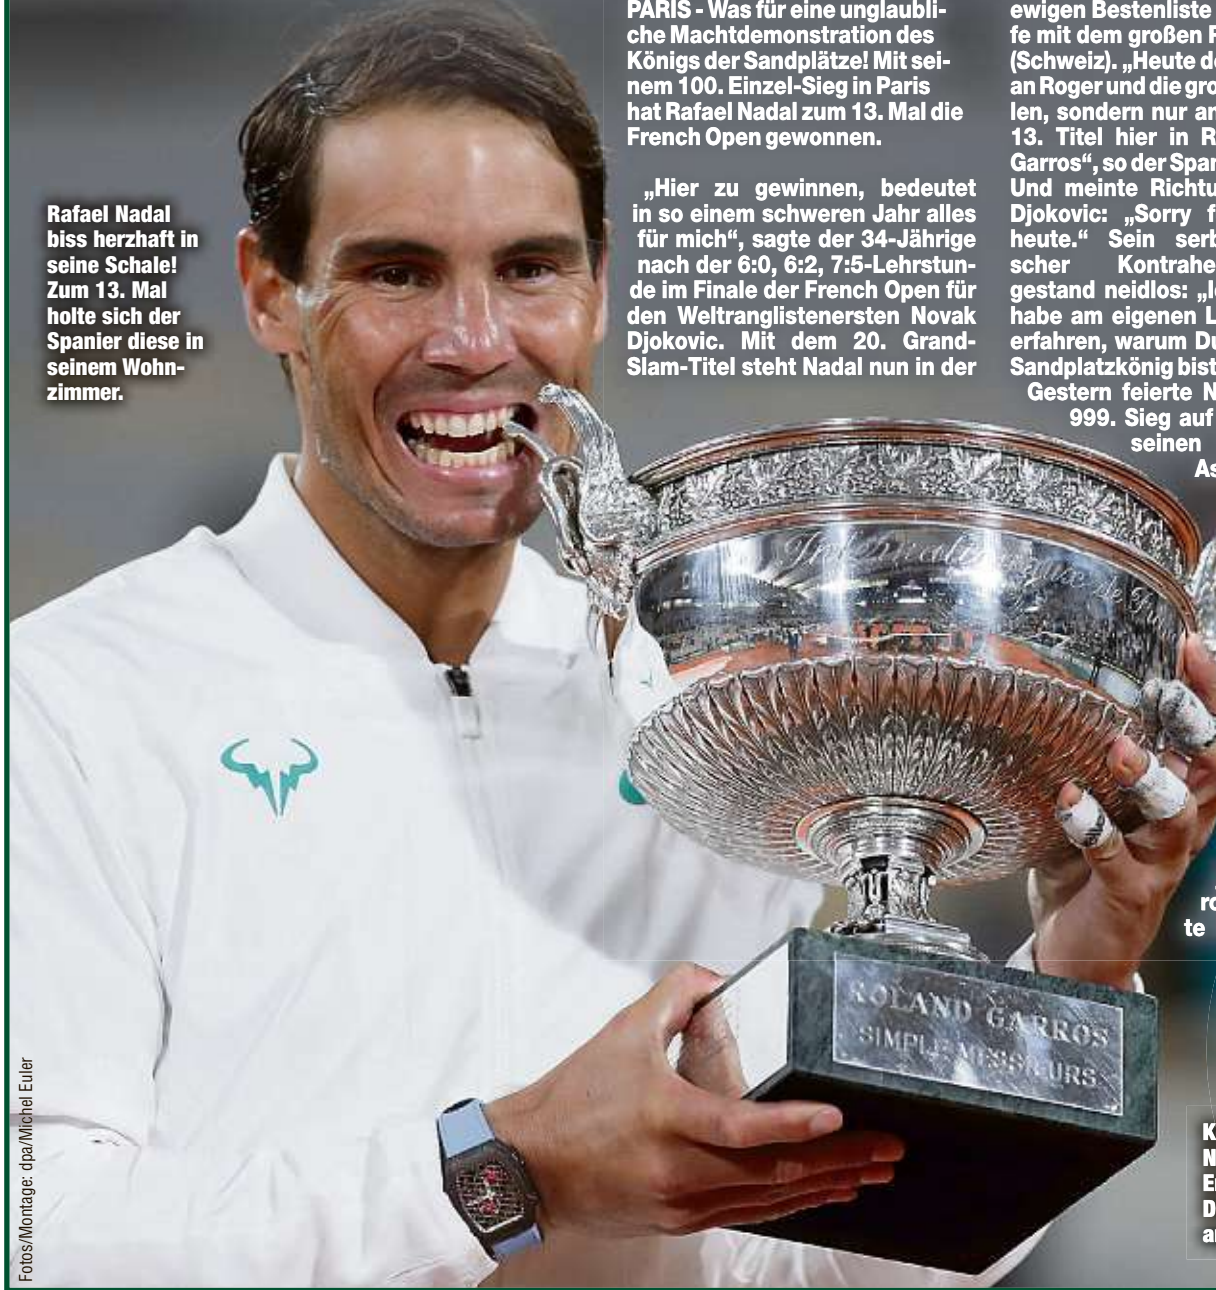 Rafael Nadal
biss herzhaft in
seine Schale!
Zum 13. Mal
holte sich der
Spanier diese in
seinem Wohn-
zimmer.
PARIS - Was für eine unglaubli-
che Machtdemonstration des
Königs der Sandplätze! Mit sei-
nem 100. Einzel-Sieg in Paris
hat Rafael Nadal zum 13. Mal die
French Open gewonnen.
„Hier zu gewinnen, bedeutet
in so einem schweren Jahr alles
für mich“, sagte der 34-Jährige
nach der 6:0, 6:2, 7:5-Lehrstun-
de im Finale der French Open für
den Weltranglistenersten Novak
Djokovic. Mit dem 20. Grand-
Slam-Titel steht Nadal nun in der
ewigen Bestenliste
fe mit dem großen
(Schweiz). „Heute
an Roger und die
len, sondern nur
13. Titel hier in
Garros“, so der
Und meinte
Djokovic: „Sorry
heute.“ Sein
scher
gestand neidlos:
habe am eigenen
erfahren, warum
Sandplatzkönig bist
Gestern feierte
999. Sieg auf
seinen
te
ROLAND GARROS
SIMPLE MESSIEURS
Fotos/Montage: dpa/Michel Euler